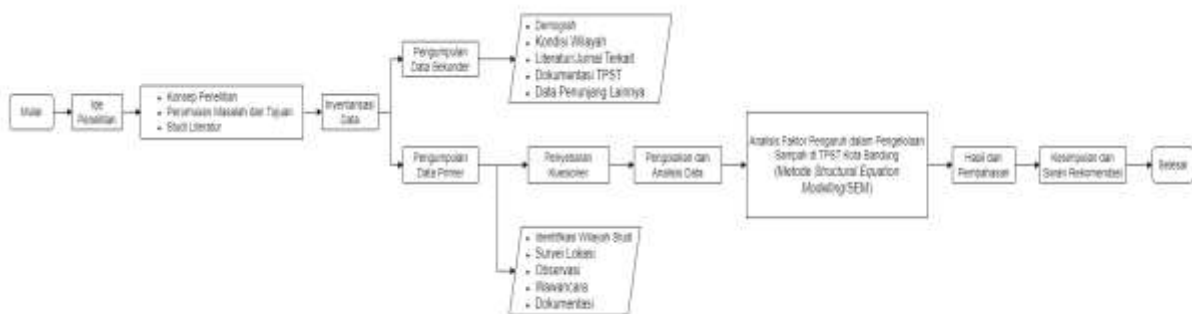 Mulai
Ide
Penelitian
Konsep Penelitian
Perumusan Masalah dan Tujuan
Studi Literatur
Inventarisasi
Data
Pengumpulan
Data Sekunder
Demografi
Kondisi Wilayah
Literatur/Jurnal Terkait
Dokumentasi TPST
Data Penunjang Lainnya
Pengumpulan
Data Primer
Penyebaran
Kuesioner
Pengolahan dan
Analisis Data
Identifikasi Wilayah Studi
Survei Lokasi
Observasi
Wawancara
Dokumentasi
Analisis Faktor Pengaruh dalam Pengelolaan
Sampah di TPST Kota Bandung
(Metode Structural Equation
Modeling/SEM)
Hasil dan
Pembahasan
Kesimpulan dan
Saran Rekomendasi
Selesai